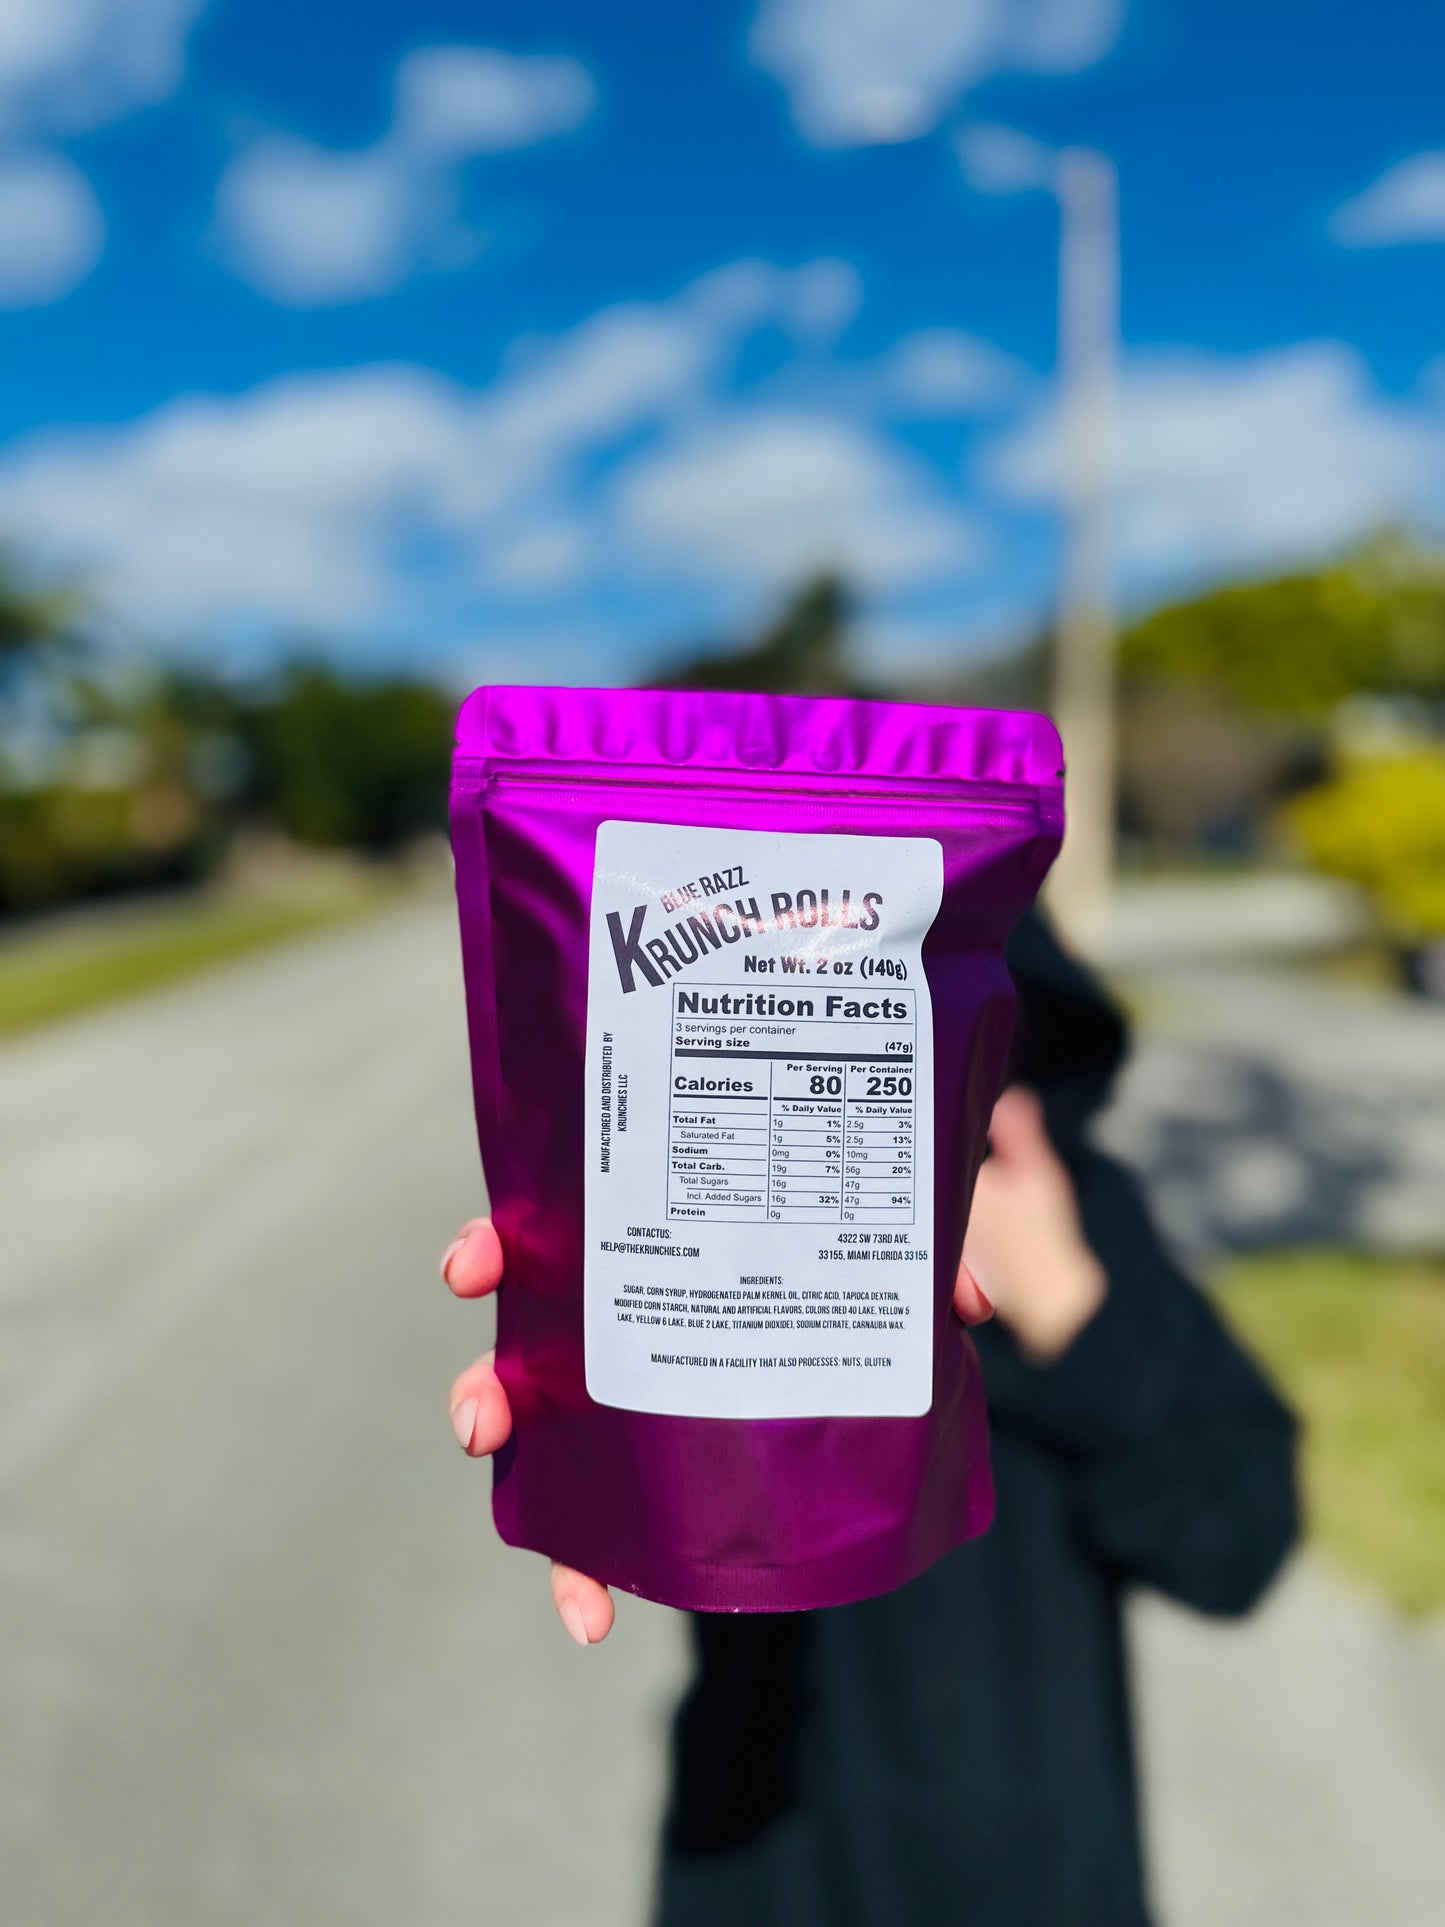 BLUE RAZZ
KRUNCH ROLLS
Net Wt. 2 oz (140g)
Nutrition Facts
3 servings per container
Serving size (47g)
Per Serving Per Container
Calories 80 250
% Daily Value % Daily Value
Total Fat 1g 1% 2.5g 3%
Saturated Fat 1g 5% 2.5g 13%
Sodium 0mg 0% 10mg 0%
Total Carb. 19g 7% 56g 20%
Total Sugars 16g 47g
Incl. Added Sugars 16g 32% 47g 94%
Protein 0g 0g
MANUFACTURED AND DISTRIBUTED BY
KRUNCHIES LLC
CONTACTUS:
HELP@THEKRUNCHIES.COM
4322 SW 73RD AVE,
33155, MIAMI FLORIDA 33155
INGREDIENTS:
SUGAR, CORN SYRUP, HYDROGENATED PALM KERNEL OIL, CITRIC ACID, TAPIOCA DEXTRIN,
MODIFIED CORN STARCH, NATURAL AND ARTIFICIAL FLAVORS, COLORS (RED 40 LAKE, YELLOW 5
LAKE, YELLOW 6 LAKE, BLUE 2 LAKE, TITANIUM DIOXIDE), SODIUM CITRATE, CARNAUBA WAX.
MANUFACTURED IN A FACILITY THAT ALSO PROCESSES: NUTS, GLUTEN